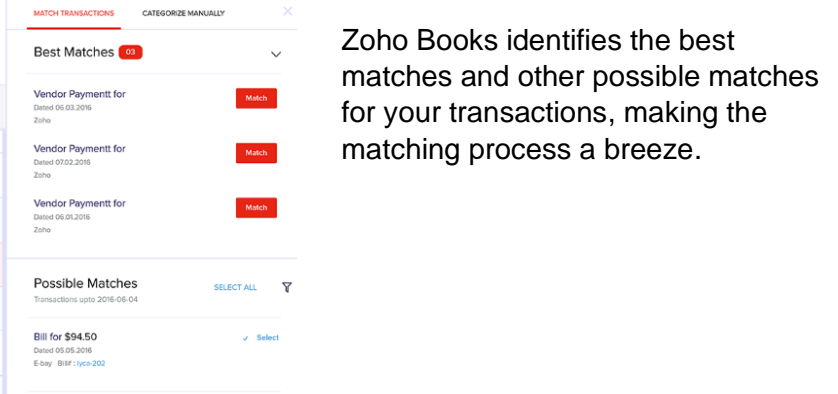 MATCH TRANSACTIONS CATEGORIZE MANUALLY
Best Matches 03
Vendor Paymentt for
Match
Dated 06.03.2016
Zoho
Vendor Paymentt for
Match
Dated 07.02.2016
Zoho
Vendor Paymentt for
Match
Dated 06.01.2016
Zoho
Possible Matches
SELECT ALL
Transactions upto 2016-06-04
Bill for $94.50
Select
Dated 05.05.2016
E-bay Bill# : lyca-202
Zoho Books identifies the best
matches and other possible matches
for your transactions, making the
matching process a breeze.